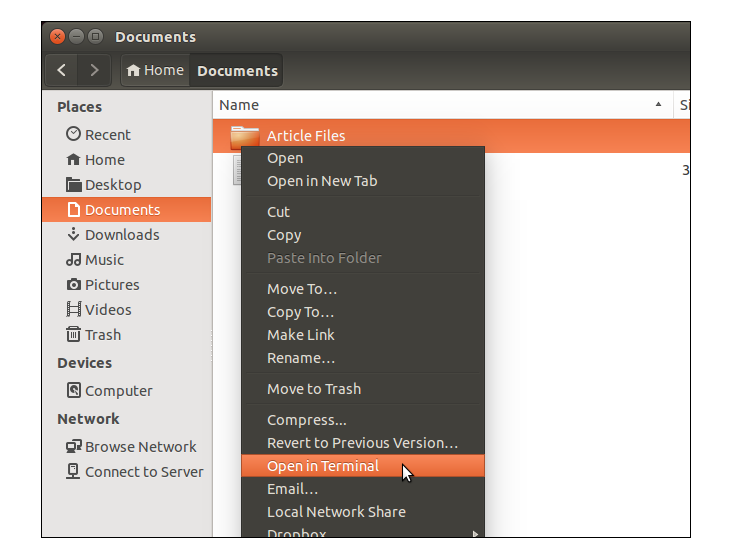 Documents
Home Documents
Places
Recent
Home
Desktop
Documents
Downloads
Music
Pictures
Videos
Trash
Devices
Computer
Network
Browse Network
Connect to Server
Name
Article Files
3
Open
Open in New Tab
Cut
Copy
Paste Into Folder
Move To…
Copy To…
Make Link
Rename…
Move to Trash
Compress...
Revert to Previous Version…
Open in Terminal
Email…
Local Network Share
Dropbox